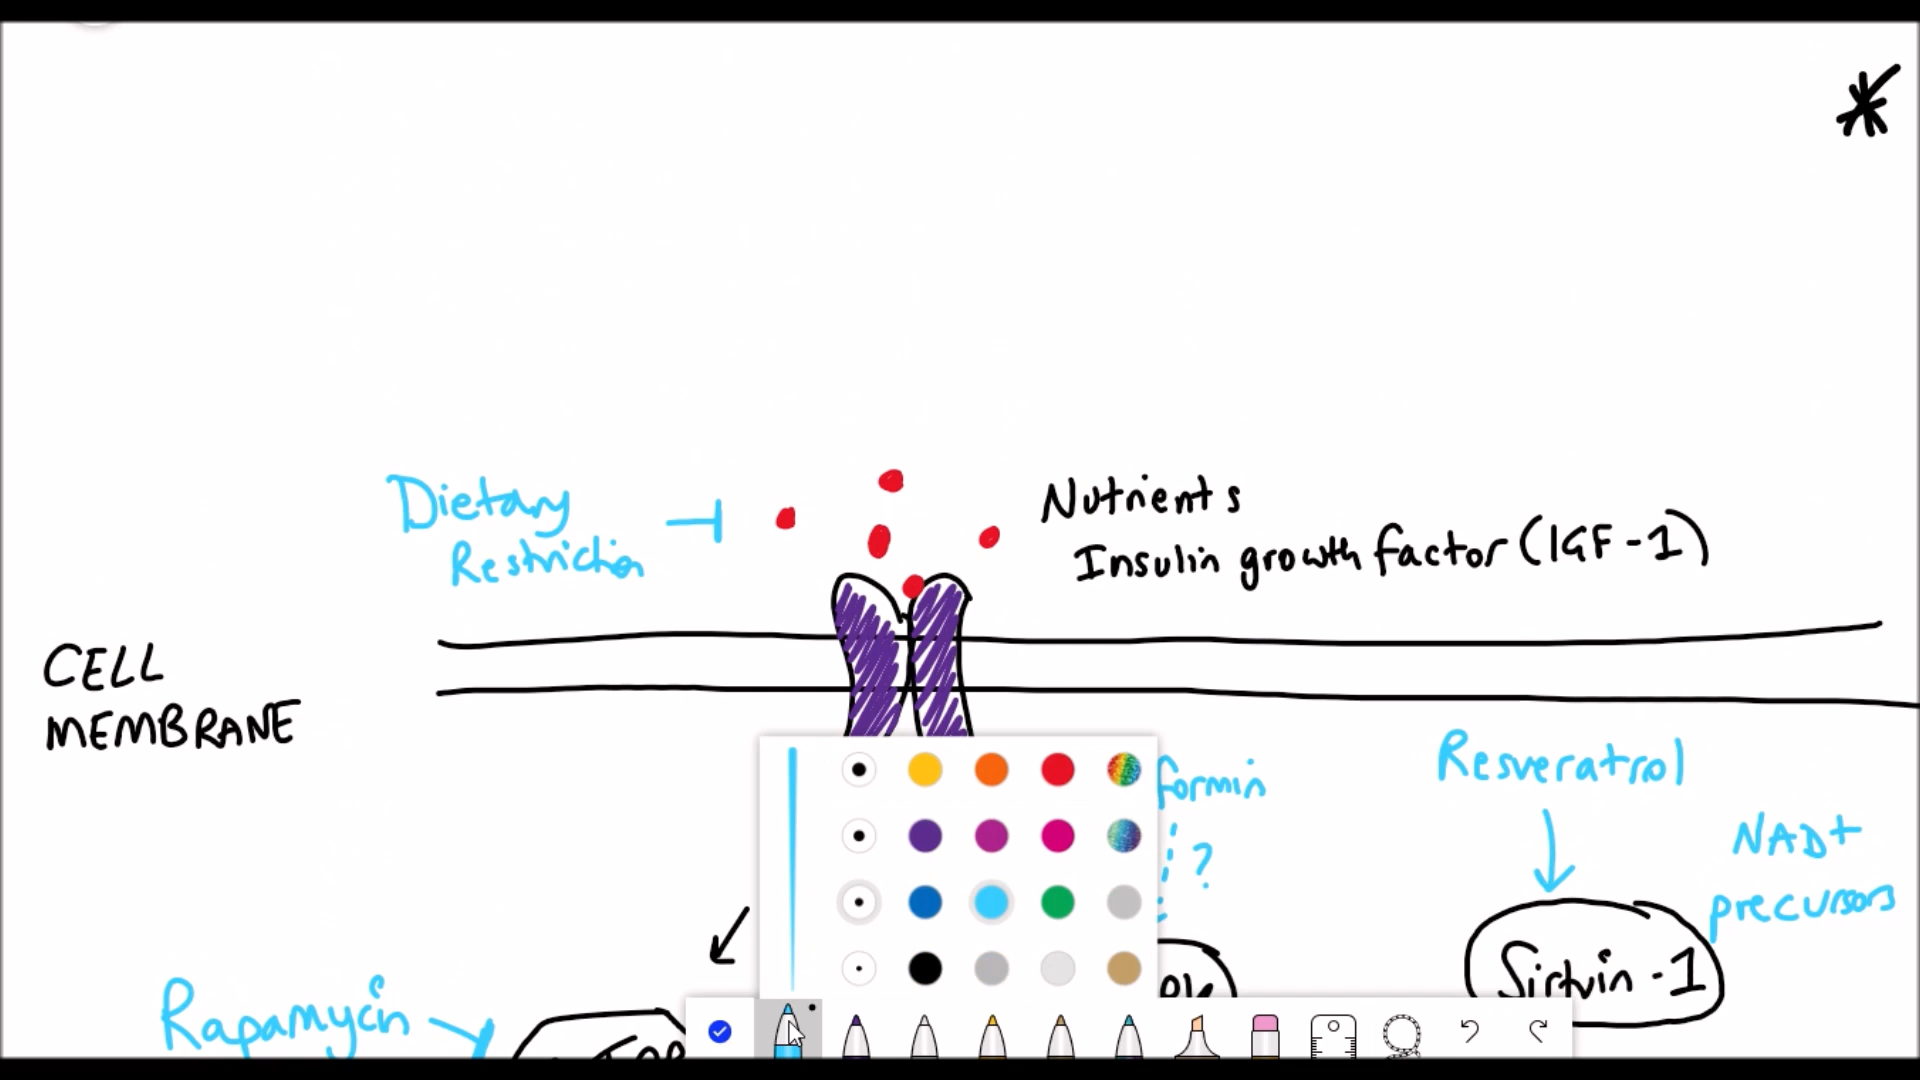 Dietary
Restriction
Nutrients
Insulin growth factor (IGF-1)
CELL
MEMBRANE
formin
?
Resveratrol
NAD+
precursors
Sirtuin-1
Rapamycin